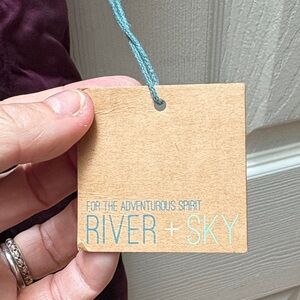 FOR THE ADVENTUROUS SPIRIT
RIVER + SKY